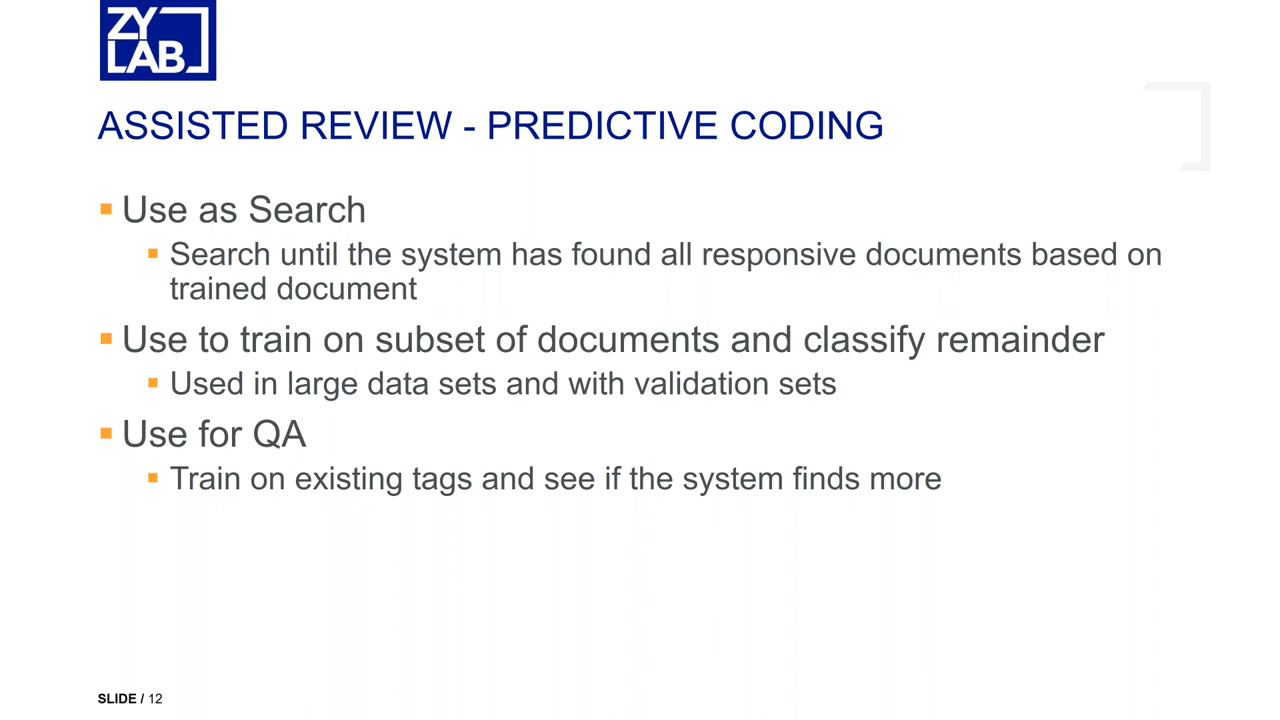 ZY
LAB
ASSISTED REVIEW - PREDICTIVE CODING
Use as Search
Search until the system has found all responsive documents based on
trained document
Use to train on subset of documents and classify remainder
Used in large data sets and with validation sets
Use for QA
Train on existing tags and see if the system finds more
SLIDE / 12